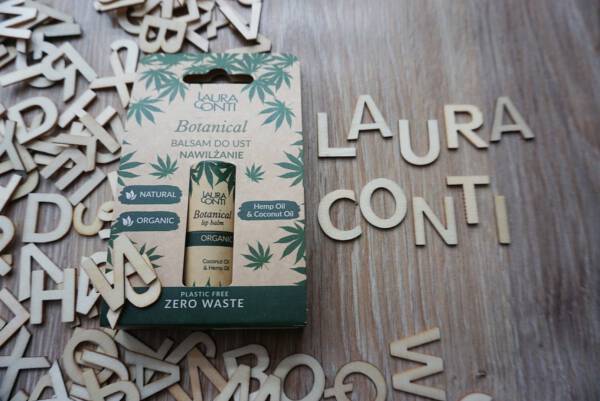 LAURA
CONTI
Botanical
BALSAM DO UST
NAWILŻANIE
NATURAL
ORGANIC
Hemp Oil
& Coconut Oil
LAURA
CONTI
Botanical
lip balm
ORGANIC
Coconut Oil
& Hemp Oil
PLASTIC FREE
ZERO WASTE
LAURA
CONTI